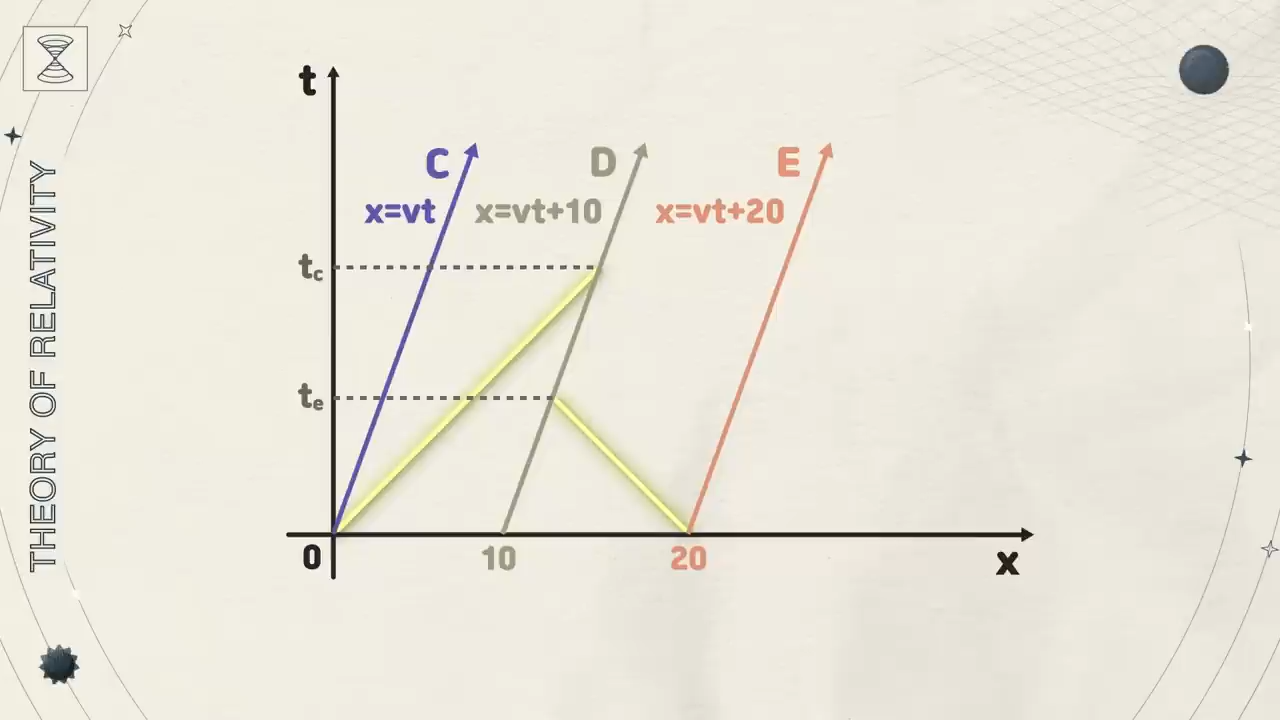 THEORY OF RELATIVITY
t
C
D
E
x=vt
x=vt+10
x=vt+20
tc
te
0
10
20
x